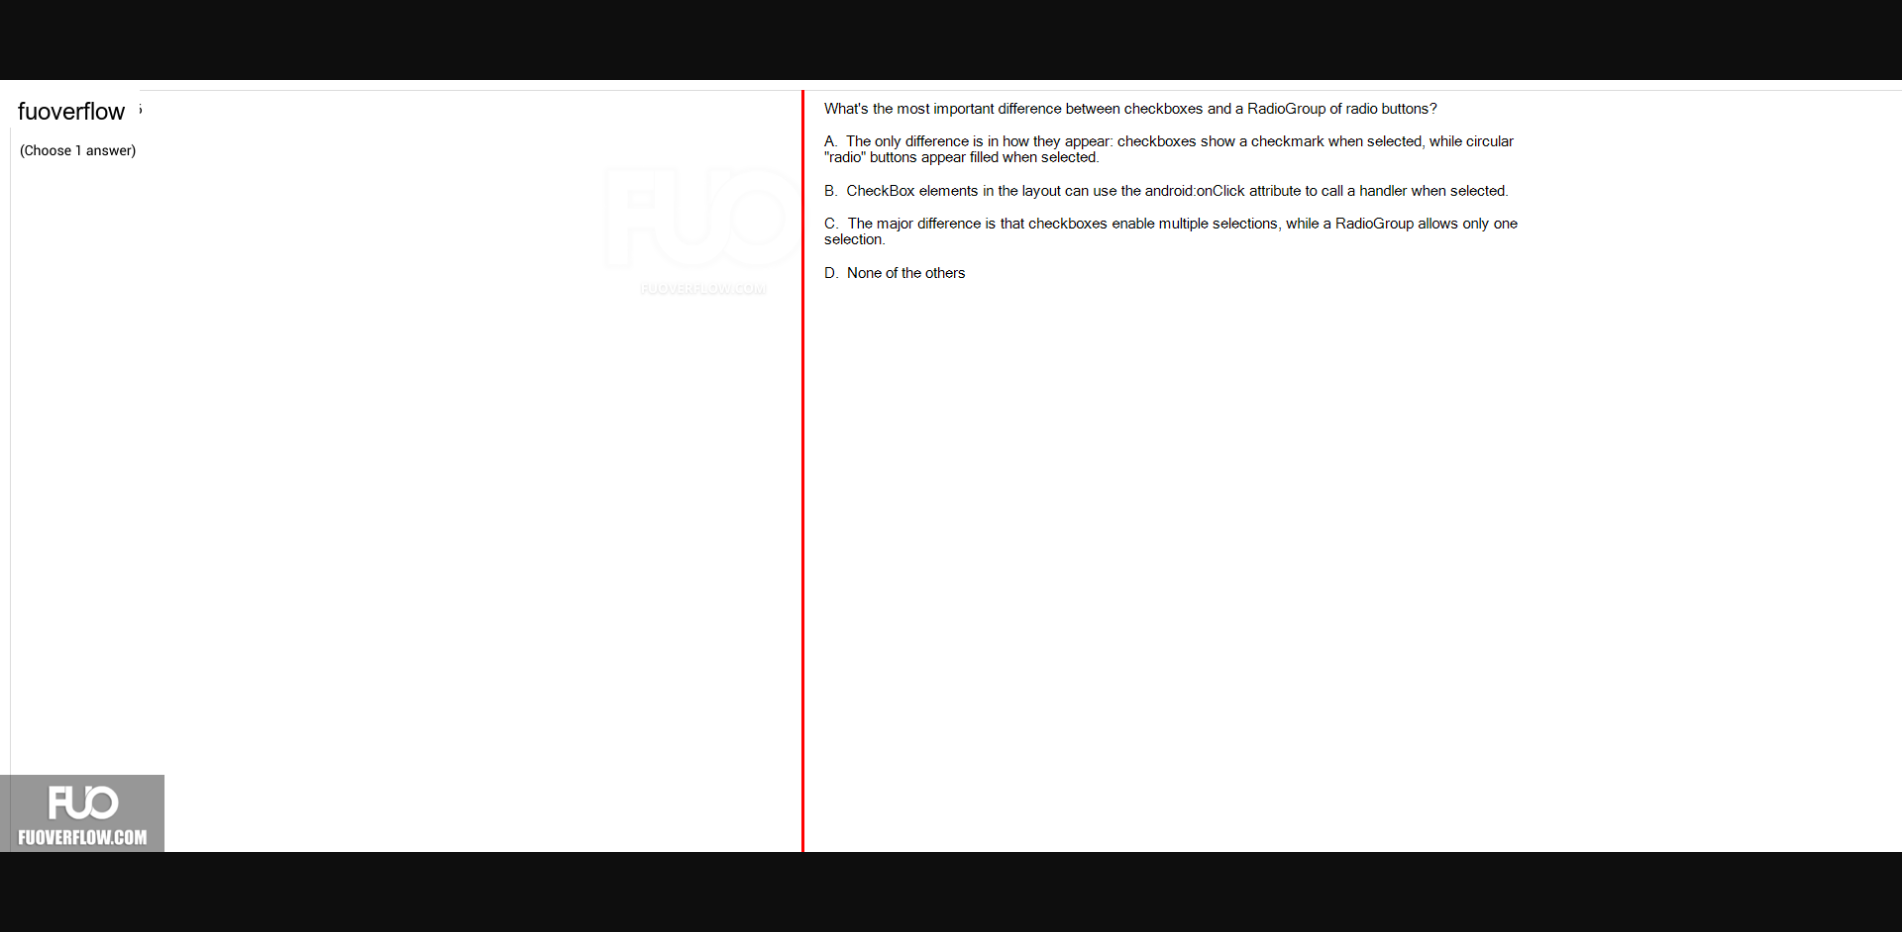 fuoverflow
(Choose 1 answer)
FUO
FUOVERFLOW.COM
What's the most important difference between checkboxes and a RadioGroup of radio buttons?
A. The only difference is in how they appear: checkboxes show a checkmark when selected, while circular
"radio" buttons appear filled when selected.
B. CheckBox elements in the layout can use the android:onClick attribute to call a handler when selected.
C. The major difference is that checkboxes enable multiple selections, while a RadioGroup allows only one
selection.
D. None of the others
FUO
FUOVERFLOW.COM